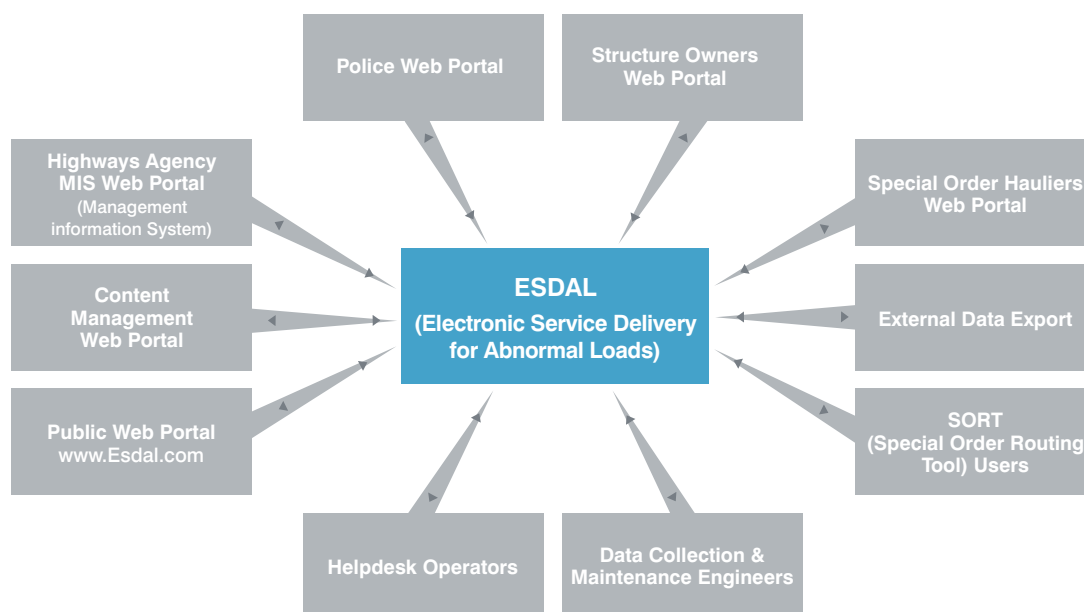 Police Web Portal
Structure Owners
Web Portal
Highways Agency
MIS Web Portal
(Management
information System)
Special Order Hauliers
Web Portal
ESDAL
(Electronic Service Delivery
for Abnormal Loads)
Content
Management
Web Portal
External Data Export
Public Web Portal
www.Esdal.com
SORT
(Special Order Routing
Tool) Users
Helpdesk Operators
Data Collection &
Maintenance Engineers